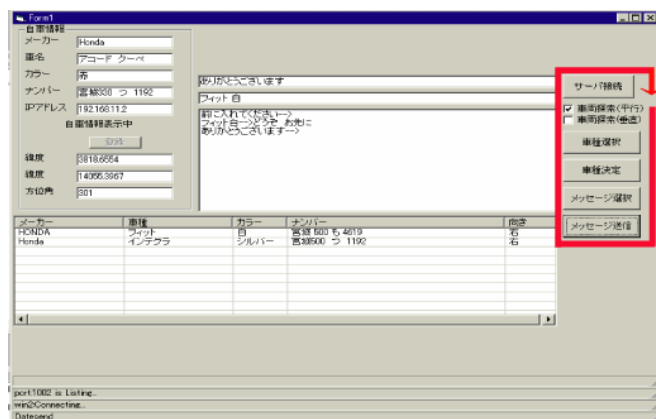 Form1
自車情報
メーカー Honda
車名 アコード クーペ
カラー 赤
ナンバー 宮城330 つ 1192
IPアドレス 192.168.11.2
自車情報表示中
緯度 3818.6554
緯度 14055.3967
方位角 301
ありがとうございます
フィット 白
前に入れてください-->
フィット白-->どうぞ お先に
ありがとうございます-->
サーバ接続
車両探索(平行)
車両探索(垂直)
車種選択
車種決定
メッセージ選択
メッセージ送信
メーカー 車種 カラー ナンバー 向き
HONDA フィット 白 宮城 500 も 4619 右
Honda インテグラ シルバー 宮城500 つ 1192 右
port1002 is Listing..
win2Connecting..
Datesend